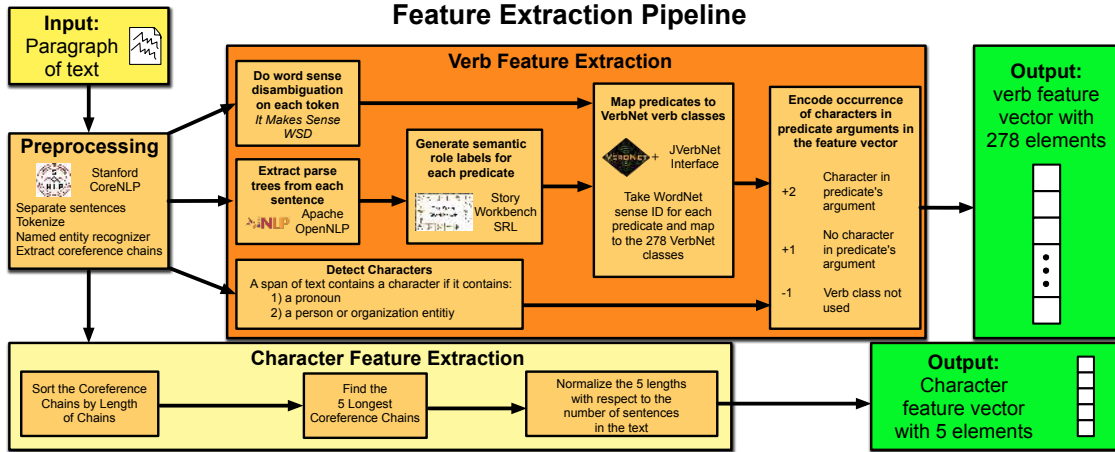 Feature Extraction Pipeline
Input:
Paragraph
of text
Preprocessing
Stanford
CoreNLP
Separate sentences
Tokenize
Named entity recognizer
Extract coreference chains
Verb Feature Extraction
Do word sense
disambiguation
on each token
It Makes Sense
WSD
Extract parse
trees from each
sentence
NLP
Apache
OpenNLP
Generate semantic
role labels for
each predicate
Story
Workbench
SRL
Map predicates to
VerbNet verb classes
VERBNET
+
JVerbNet
Interface
Take WordNet
sense ID for each
predicate and map
to the 278 VerbNet
classes
Encode occurrence
of characters in
predicate arguments in
the feature vector
+2 Character in
predicate's
argument
+1 No character
in predicate's
argument
-1 Verb class not
used
Detect Characters
A span of text contains a character if it contains:
1) a pronoun
2) a person or organization entitiy
Output:
verb feature
vector with
278 elements
Character Feature Extraction
Sort the Coreference
Chains by Length
of Chains
Find the
5 Longest
Coreference Chains
Normalize the 5 lengths
with respect to the
number of sentences
in the text
Output:
Character
feature vector
with 5 elements